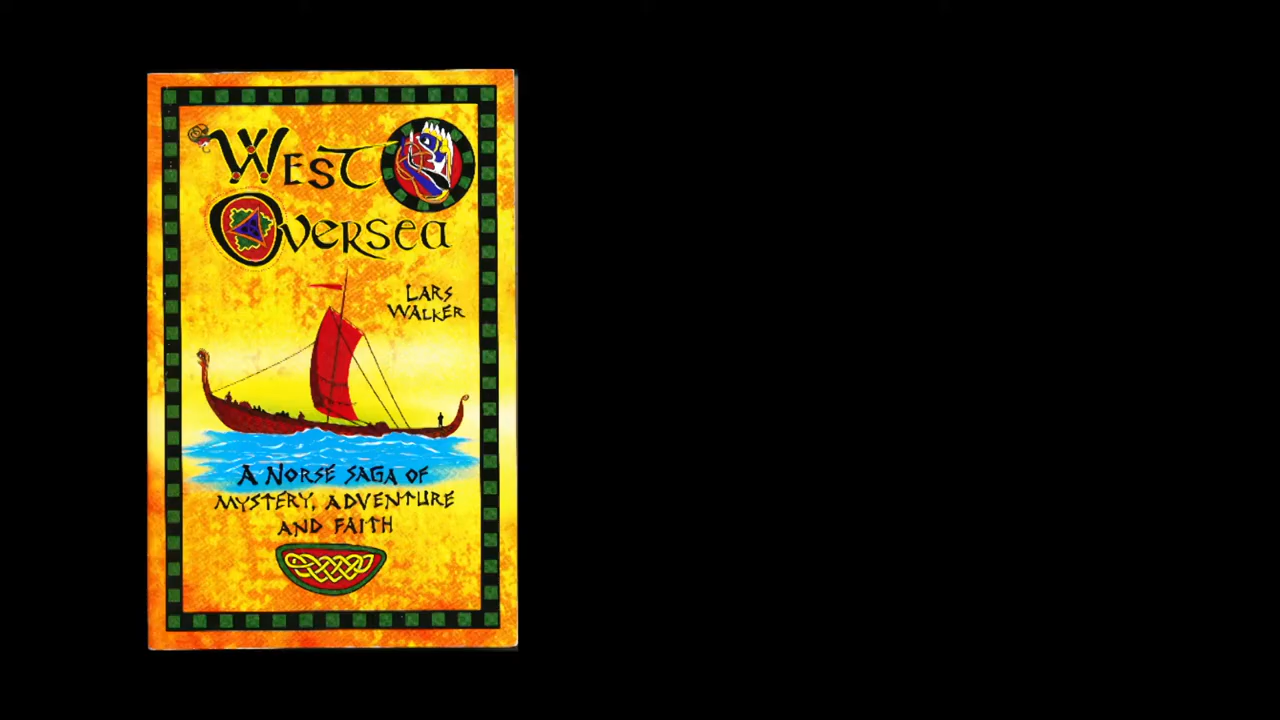 West
Oversea
Lars
Walker
A Norse saga of
mystery, adventure
and faith